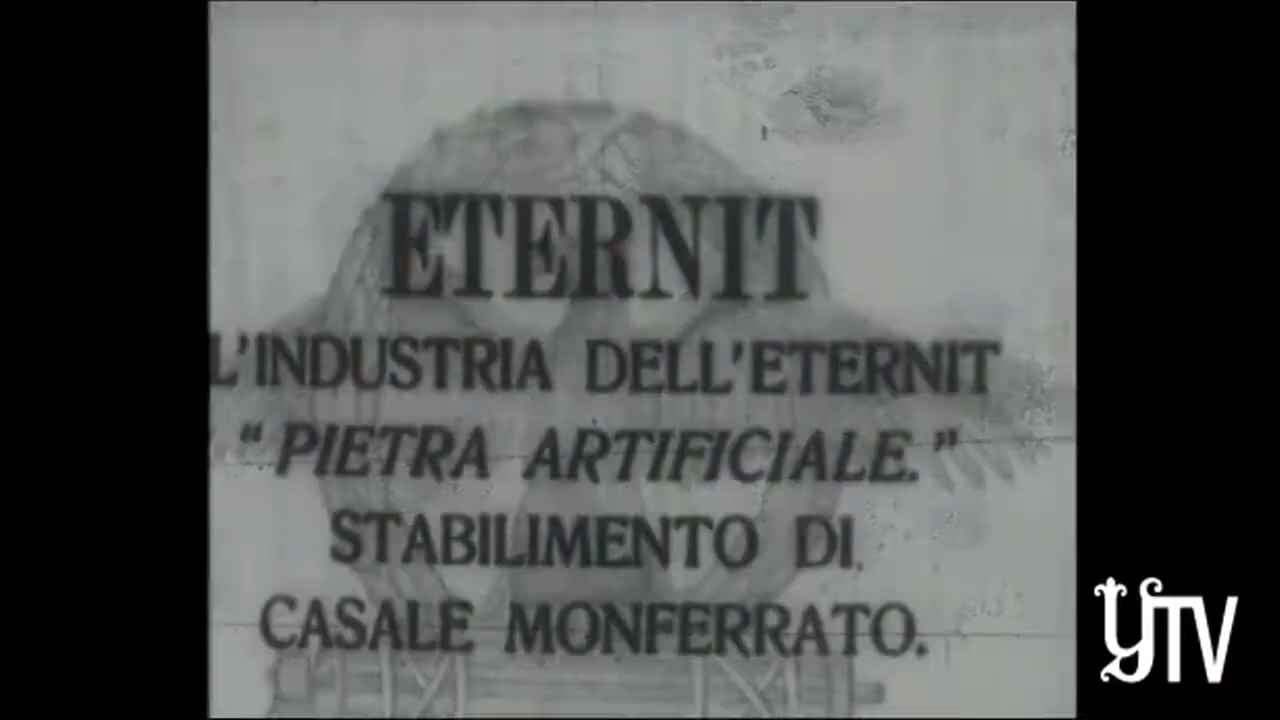 ETERNIT
L'INDUSTRIA DELL'ETERNIT
"PIETRA ARTIFICIALE."
STABILIMENTO DI
CASALE MONFERRATO.
YTV